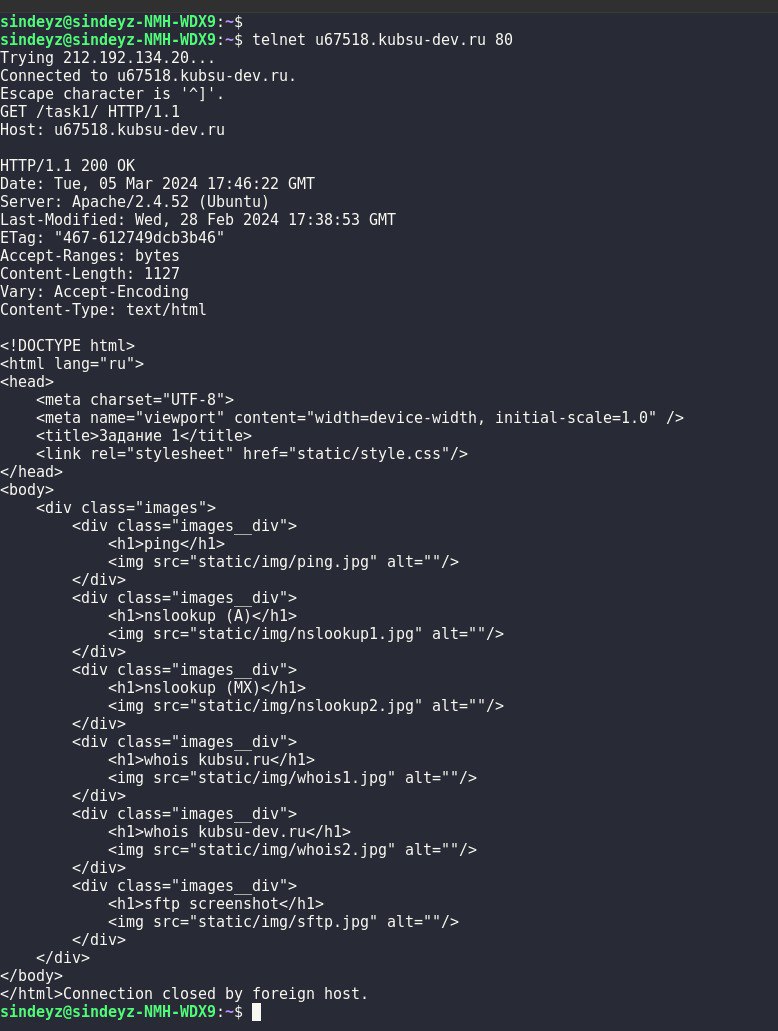 sindeyz@sindeyz-NMH-WDX9:~$
sindeyz@sindeyz-NMH-WDX9:~$ telnet u67518.kubsu-dev.ru 80
Trying 212.192.134.20...
Connected to u67518.kubsu-dev.ru.
Escape character is '^]'.
GET /task1/ HTTP/1.1
Host: u67518.kubsu-dev.ru

HTTP/1.1 200 OK
Date: Tue, 05 Mar 2024 17:46:22 GMT
Server: Apache/2.4.52 (Ubuntu)
Last-Modified: Wed, 28 Feb 2024 17:38:53 GMT
ETag: "467-612749dcb3b46"
Accept-Ranges: bytes
Content-Length: 1127
Vary: Accept-Encoding
Content-Type: text/html

<!DOCTYPE html>
<html lang="ru">
<head>
    <meta charset="UTF-8">
    <meta name="viewport" content="width=device-width, initial-scale=1.0" />
    <title>Задание 1</title>
    <link rel="stylesheet" href="static/style.css"/>
</head>
<body>
    <div class="images">
        <div class="images__div">
            <h1>ping</h1>
            <img src="static/img/ping.jpg" alt=""/>
        </div>
        <div class="images__div">
            <h1>nslookup (A)</h1>
            <img src="static/img/nslookup1.jpg" alt=""/>
        </div>
        <div class="images__div">
            <h1>nslookup (MX)</h1>
            <img src="static/img/nslookup2.jpg" alt=""/>
        </div>
        <div class="images__div">
            <h1>whois kubsu.ru</h1>
            <img src="static/img/whois1.jpg" alt=""/>
        </div>
        <div class="images__div">
            <h1>whois kubsu-dev.ru</h1>
            <img src="static/img/whois2.jpg" alt=""/>
        </div>
        <div class="images__div">
            <h1>sftp screenshot</h1>
            <img src="static/img/sftp.jpg" alt=""/>
        </div>
    </div>
</body>
</html>Connection closed by foreign host.
sindeyz@sindeyz-NMH-WDX9:~$